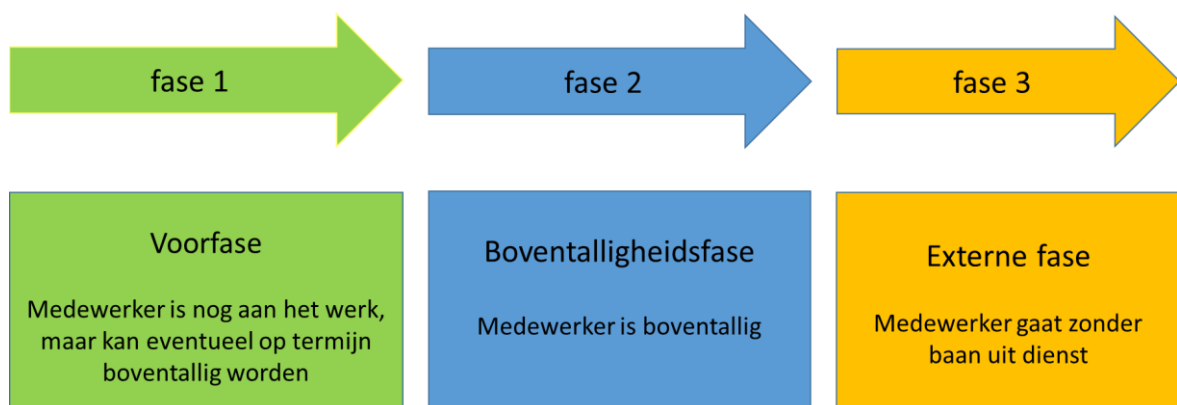 fase 1
fase 2
fase 3
Voorfase
Medewerker is nog aan het werk,
maar kan eventueel op termijn
boventallig worden
Boventalligheidsfase
Medewerker is boventallig
Externe fase
Medewerker gaat zonder
baan uit dienst